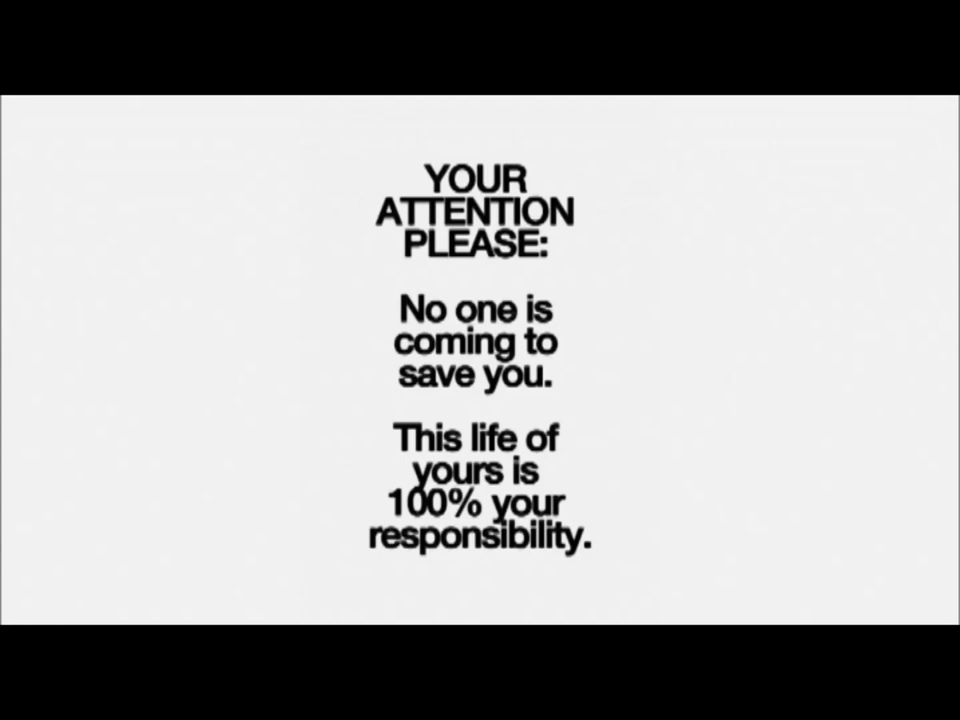 YOUR
ATTENTION
PLEASE:
No one is
coming to
save you.
This life of
yours is
100% your
responsibility.